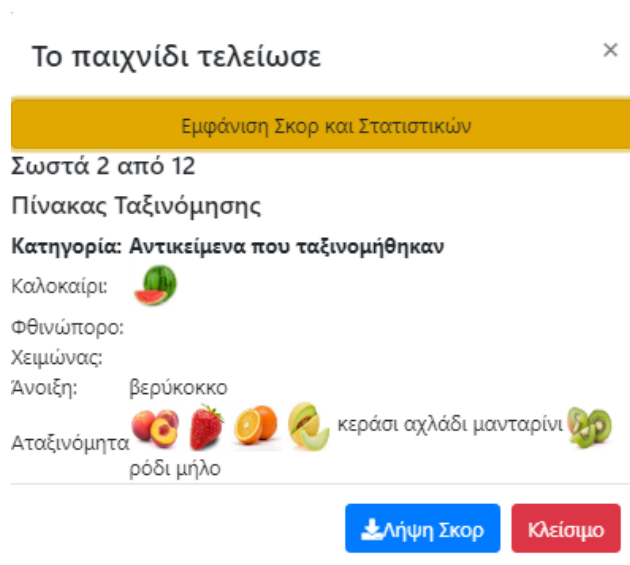 Το παιχνίδι τελείωσε ×
Εμφάνιση Σκορ και Στατιστικών
Σωστά 2 από 12
Πίνακας Ταξινόμησης
Κατηγορία: Αντικείμενα που ταξινομήθηκαν
Καλοκαίρι:
Φθινώπορο:
Χειμώνας:
Άνοιξη: βερύκοκκο
Αταξινόμητα κεράσι αχλάδι μανταρίνι
ρόδι μήλο
Λήψη Σκορ Κλείσιμο